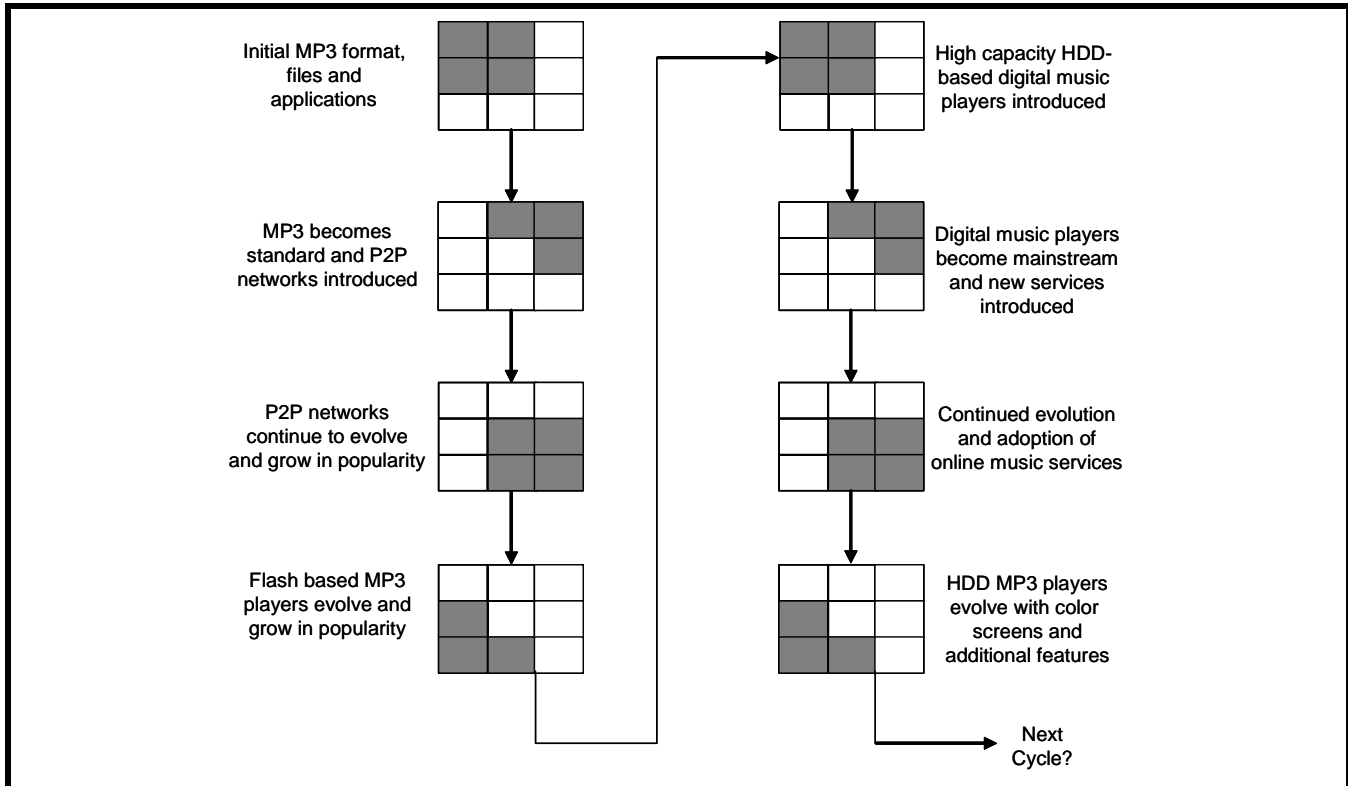 Initial MP3 format,
files and
applications
MP3 becomes
standard and P2P
networks introduced
P2P networks
continue to evolve
and grow in popularity
Flash based MP3
players evolve and
grow in popularity
High capacity HDD-
based digital music
players introduced
Digital music players
become mainstream
and new services
introduced
Continued evolution
and adoption of
online music services
HDD MP3 players
evolve with color
screens and
additional features
Next
Cycle?